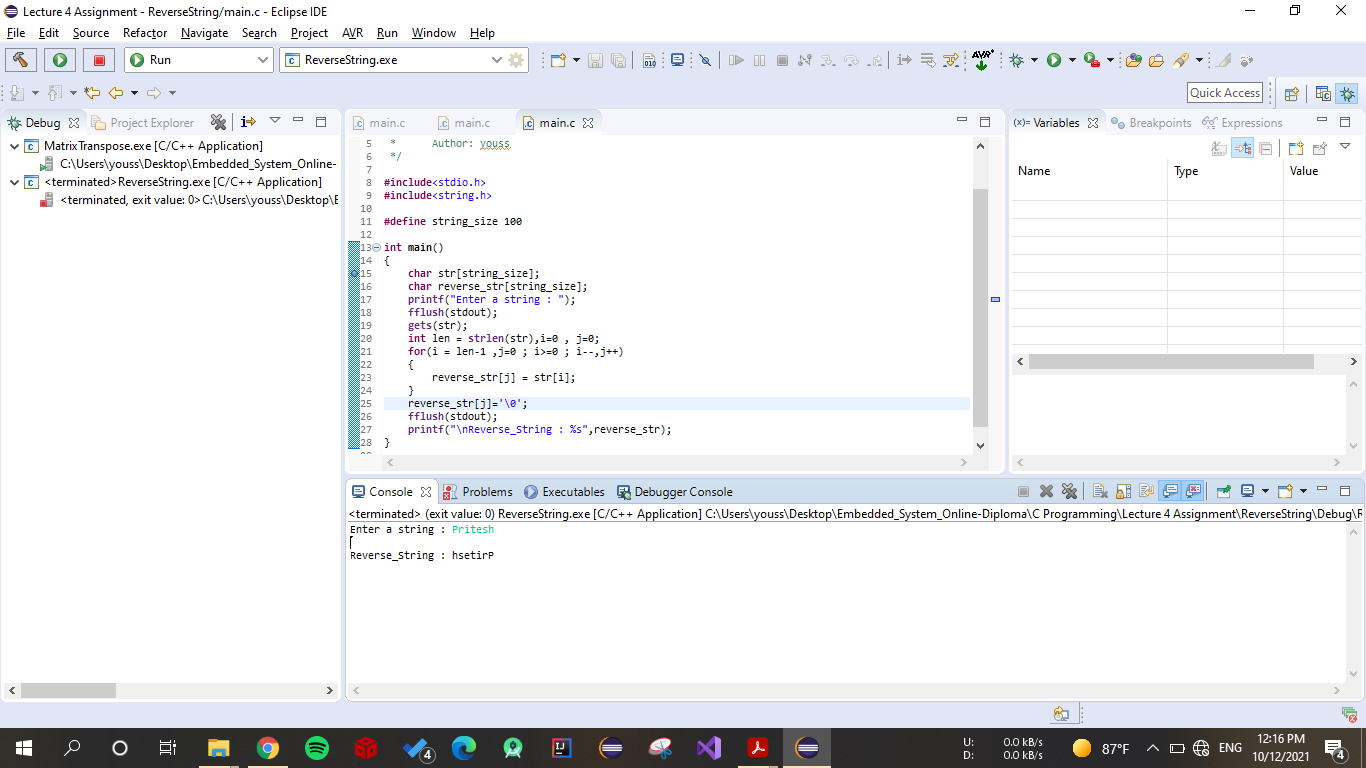 Lecture 4 Assignment - ReverseString/main.c - Eclipse IDE
File Edit Source Refactor Navigate Search Project AVR Run Window Help
Run
ReverseString.exe
Quick Access
Debug
Project Explorer
MatrixTranspose.exe [C/C++ Application]
C:\Users\youss\Desktop\Embedded_System_Online-
<terminated>ReverseString.exe [C/C++ Application]
<terminated, exit value: 0>C:\Users\youss\Desktop\E
main.c
main.c
main.c
5 * Author: youss
6 */
7
8 #include<stdio.h>
9 #include<string.h>
10
11 #define string_size 100
12
13 int main()
14 {
15 char str[string_size];
16 char reverse_str[string_size];
17 printf("Enter a string : ");
18 fflush(stdout);
19 gets(str);
20 int len = strlen(str),i=0 , j=0;
21 for(i = len-1 ,j=0 ; i>=0 ; i--,j++)
22 {
23 reverse_str[j] = str[i];
24 }
25 reverse_str[j]='\0';
26 fflush(stdout);
27 printf("\nReverse_String : %s",reverse_str);
28 }
(x)= Variables
Breakpoints
Expressions
Name Type Value
Console
Problems
Executables
Debugger Console
<terminated> (exit value: 0) ReverseString.exe [C/C++ Application] C:\Users\youss\Desktop\Embedded_System_Online-Diploma\C Programming\Lecture 4 Assignment\ReverseString\Debug\R
Enter a string : Pritesh
Reverse_String : hsetirP
4
U: 0.0 kB/s
D: 0.0 kB/s
87°F
ENG
12:16 PM
10/12/2021
4